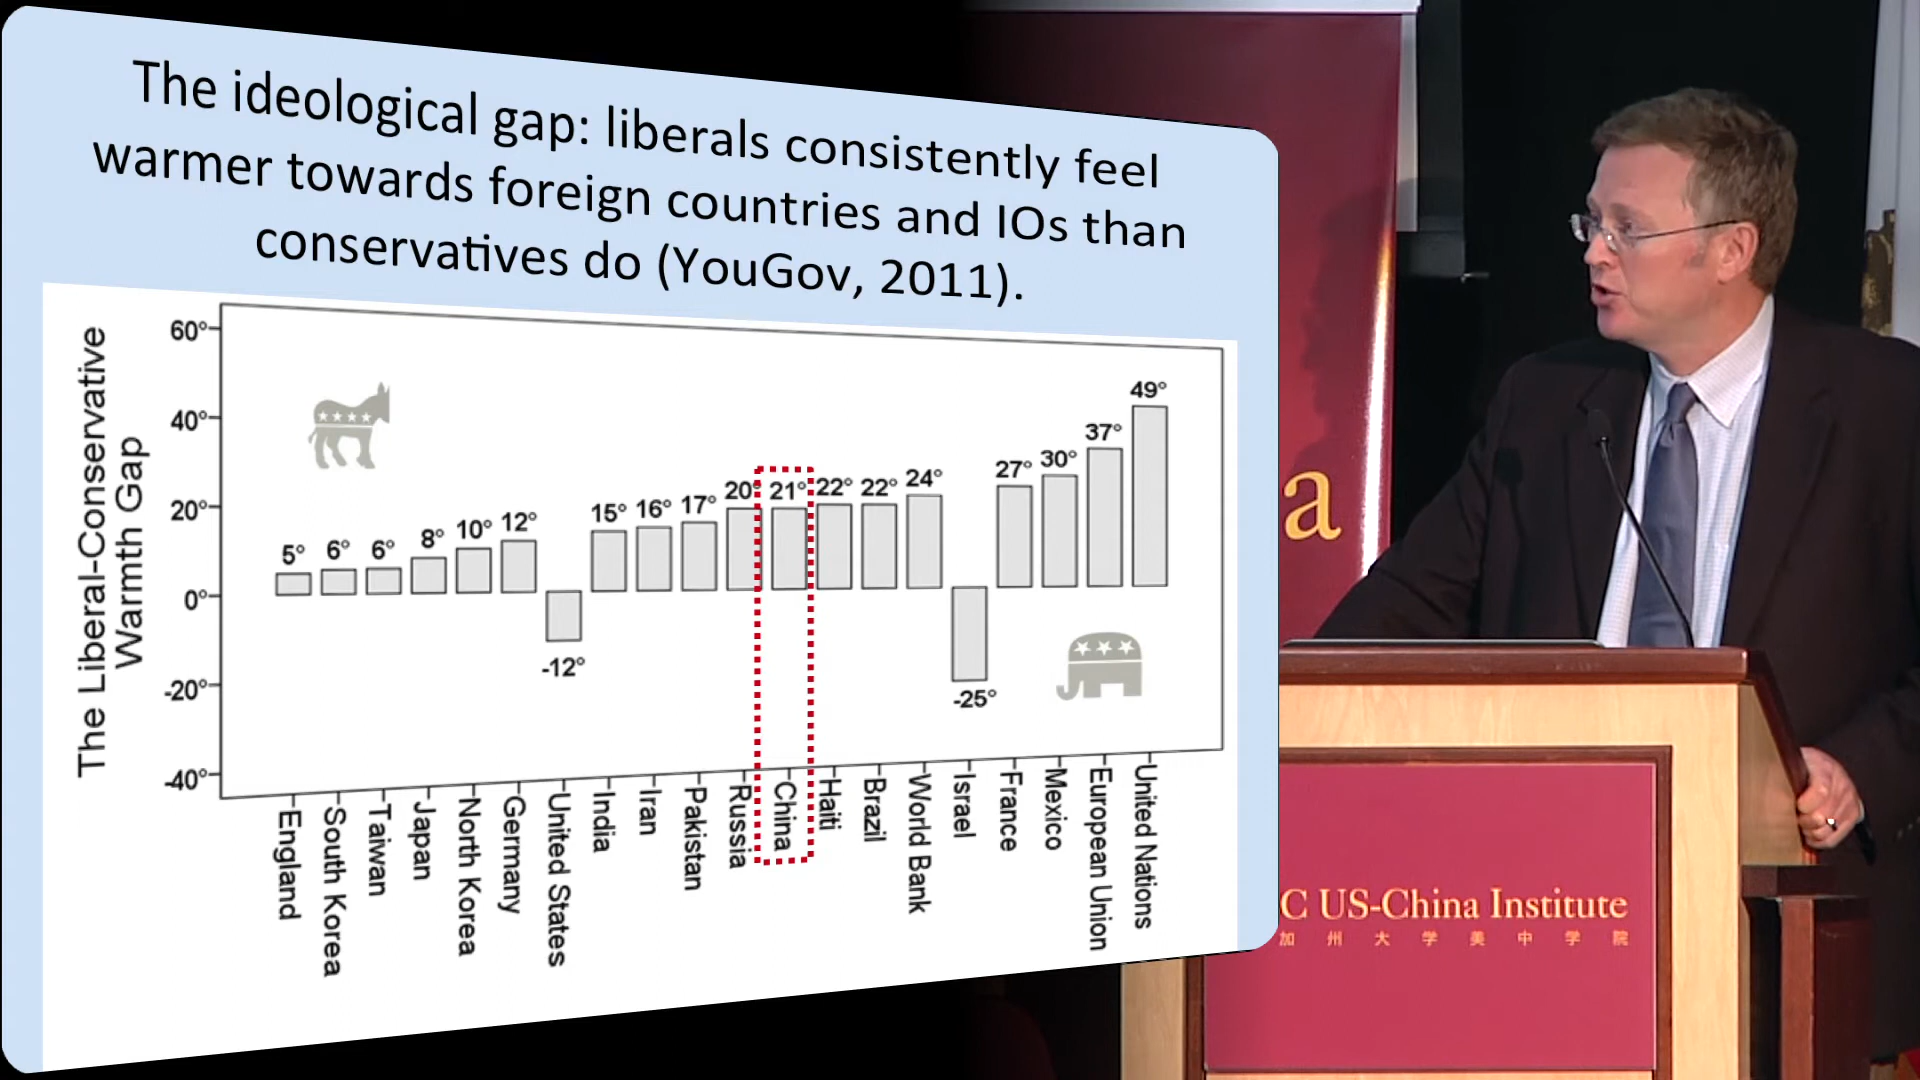 The ideological gap: liberals consistently feel
warmer towards foreign countries and IOs than
conservatives do (YouGov, 2011).
The Liberal-Conservative
Warmth Gap
60°
40°
20°
0°
-20°
-40°
5°
6°
6°
8°
10°
12°
-12°
15°
16°
17°
20°
21°
22°
22°
24°
-25°
27°
30°
37°
49°
England
South Korea
Taiwan
Japan
North Korea
Germany
United States
India
Iran
Pakistan
Russia
China
Haiti
Brazil
World Bank
Israel
France
Mexico
European Union
United Nations
a
C US-China Institute
加州大学美中学院